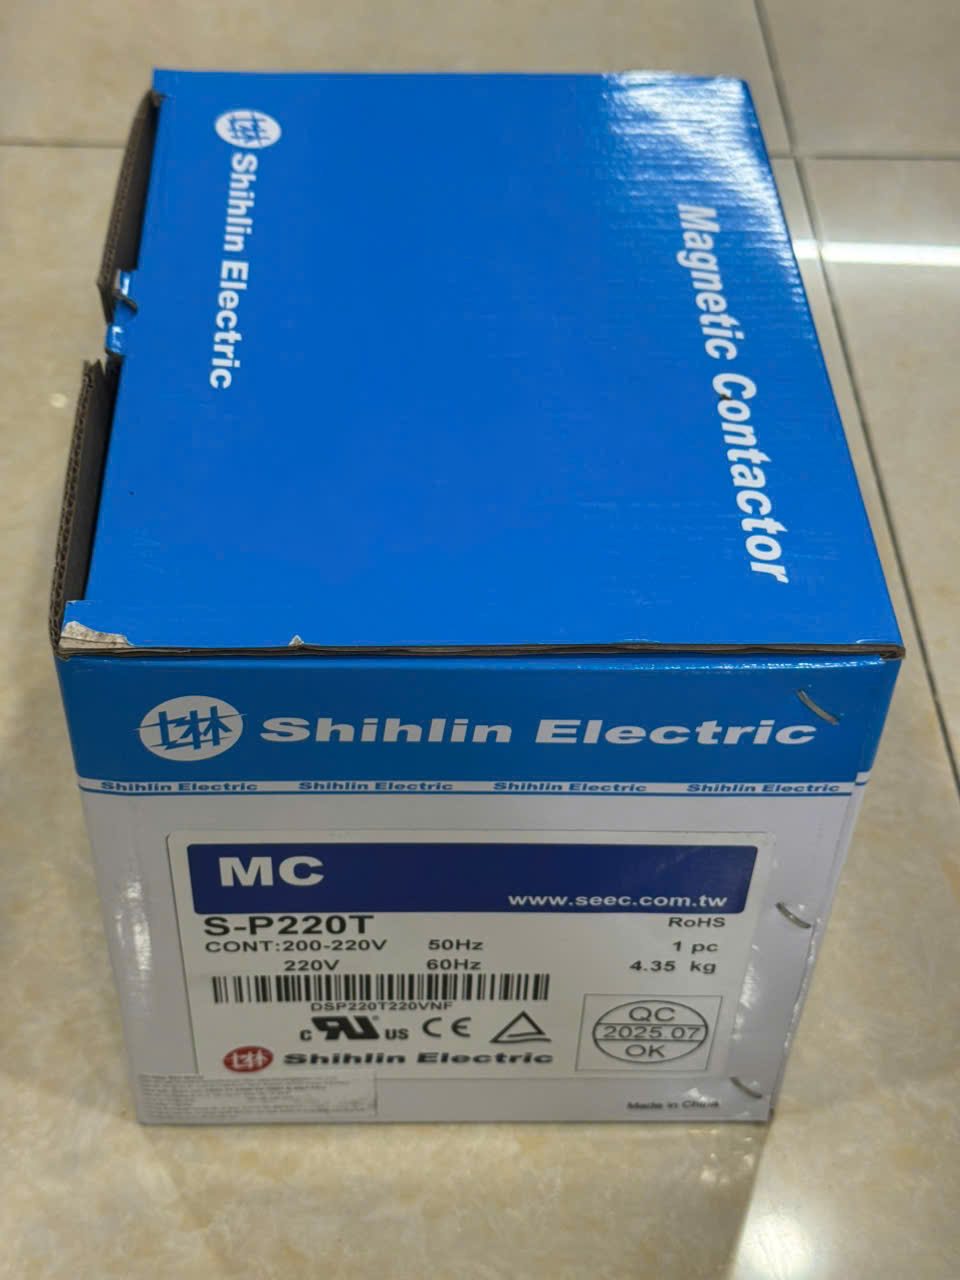 Shihlin Electric
Magnetic Contactor
Shihlin Electric
Shihlin Electric Shihlin Electric Shihlin Electric Shihlin Electric
MC
www.seec.com.tw
S-P220T RoHS
CONT:200-220V 50Hz 1 pc
220V 60Hz 4.35 kg
DSP220T220VNF
c RU US CE
QC
2025.07
OK
Shihlin Electric
Made in China